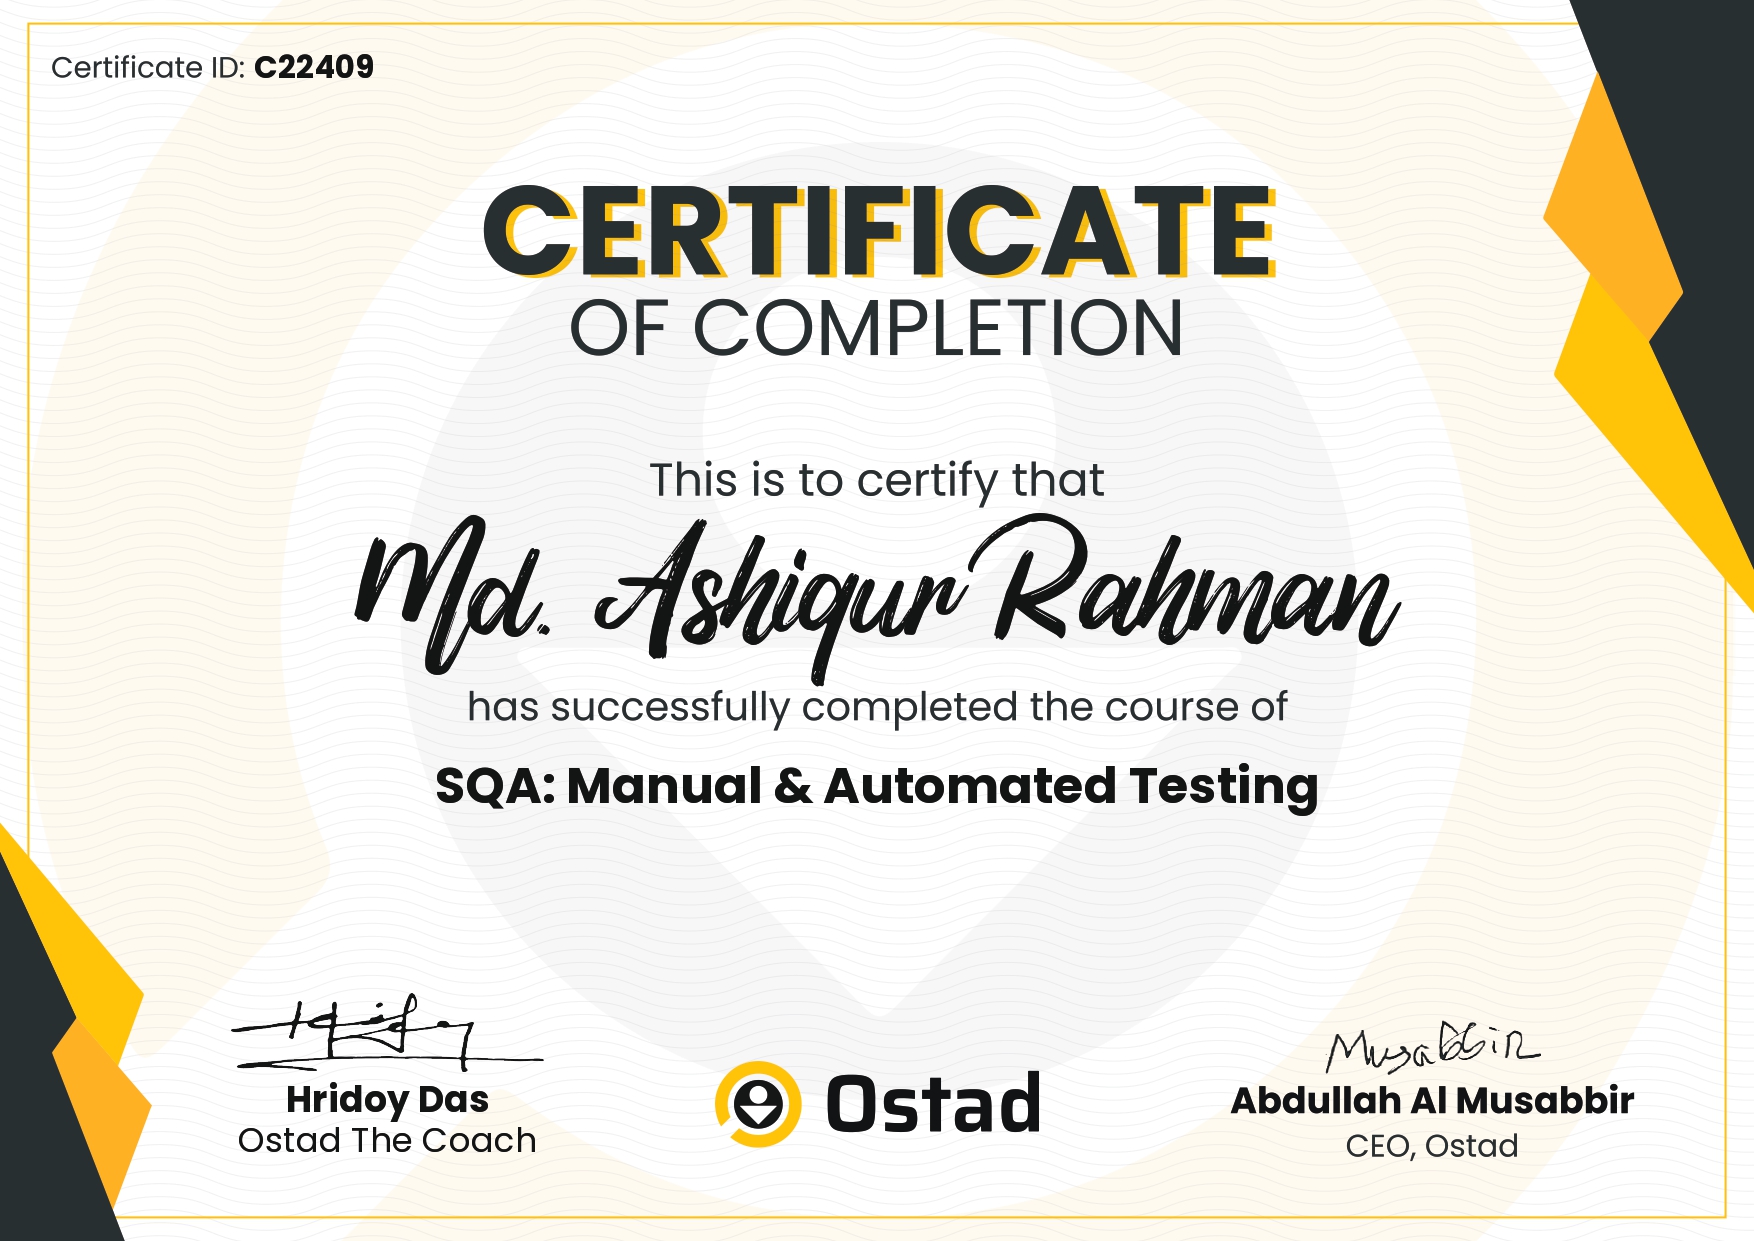 Certificate ID: C22409
CERTIFICATE
OF COMPLETION
This is to certify that
Md. Ashiqur Rahman
has successfully completed the course of
SQA: Manual & Automated Testing
Hridoy
Hridoy Das
Ostad The Coach
Ostad
Musabbir
Abdullah Al Musabbir
CEO, Ostad